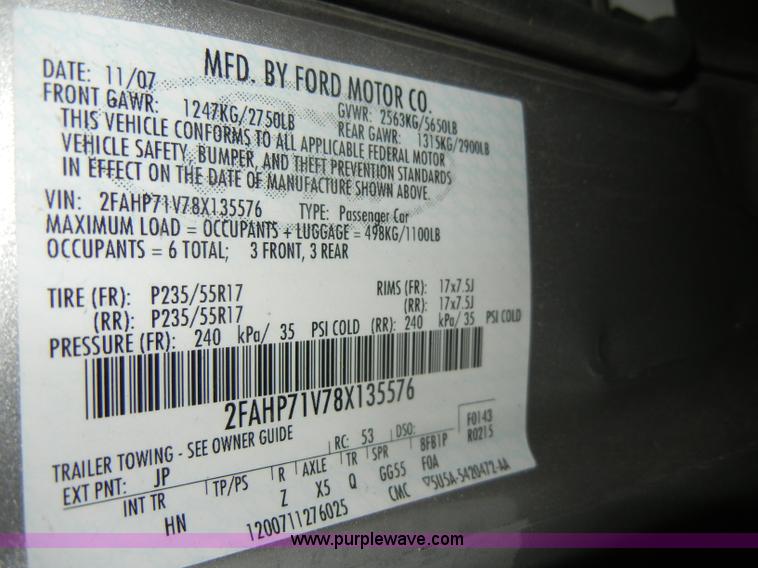 MFD. BY FORD MOTOR CO.
DATE: 11/07
FRONT GAWR: 1247KG/2750LB GVWR: 2563KG/5650LB
REAR GAWR: 1315KG/2900LB
THIS VEHICLE CONFORMS TO ALL APPLICABLE FEDERAL MOTOR
VEHICLE SAFETY, BUMPER, AND THEFT PREVENTION STANDARDS
IN EFFECT ON THE DATE OF MANUFACTURE SHOWN ABOVE.
VIN: 2FAHP71V78X135576 TYPE: Passenger Car
MAXIMUM LOAD = OCCUPANTS + LUGGAGE = 498KG/1100LB
OCCUPANTS = 6 TOTAL; 3 FRONT, 3 REAR
TIRE (FR): P235/55R17 RIMS (FR): 17x7.5J
(RR): P235/55R17 (RR): 17x7.5J
PRESSURE (FR): 240 kPa/ 35 PSI COLD (RR): 240 kPa/ 35 PSI COLD
2FAHP71V78X135576
F0143
TRAILER TOWING - SEE OWNER GUIDE RC: 53 DSO: R0215
EXT PNT: JP 8FB1P
INT TR TP/PS R AXLE TR SPR F0A
HN Z X5 Q GG55 ▽5U5A-5420472-AA
1200711276025 CMC
www.purplewave.com